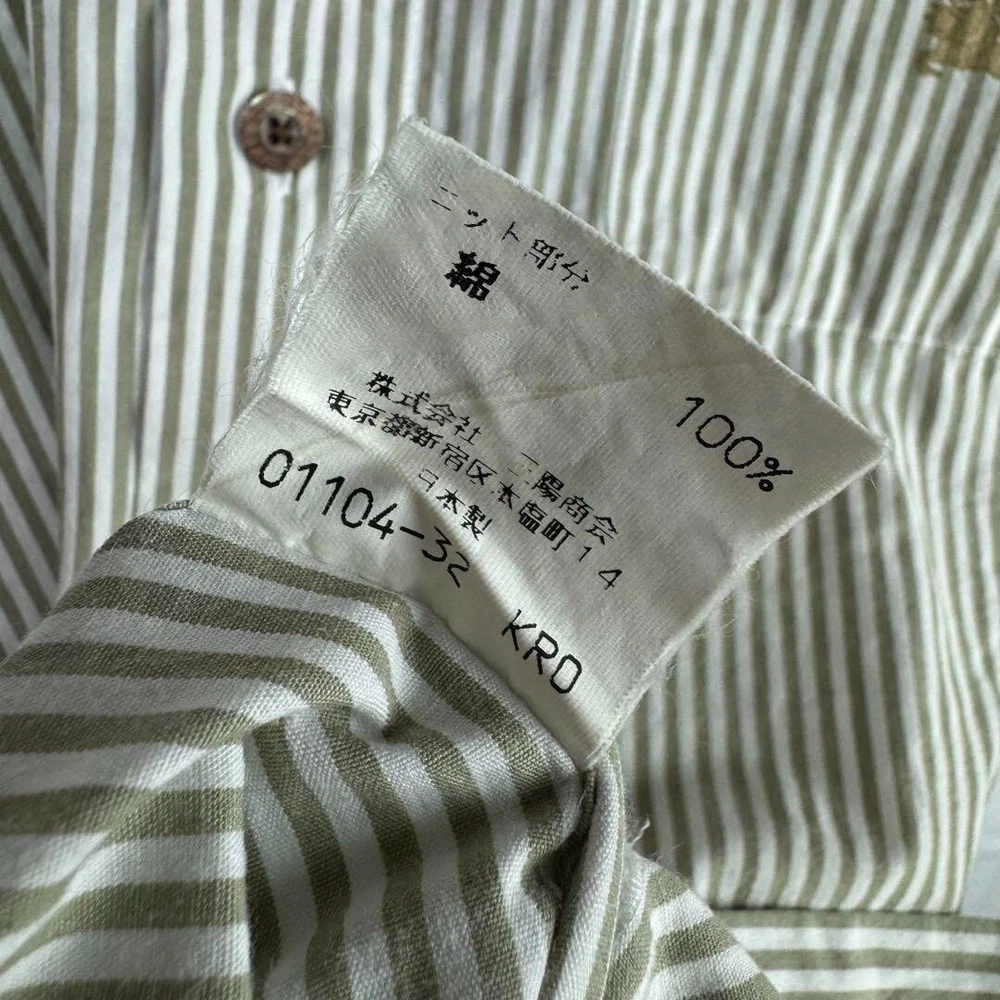 ニット部分
綿 100%
株式会社 三陽商会
東京都新宿区本塩町14
日本製
01104-32 KRD